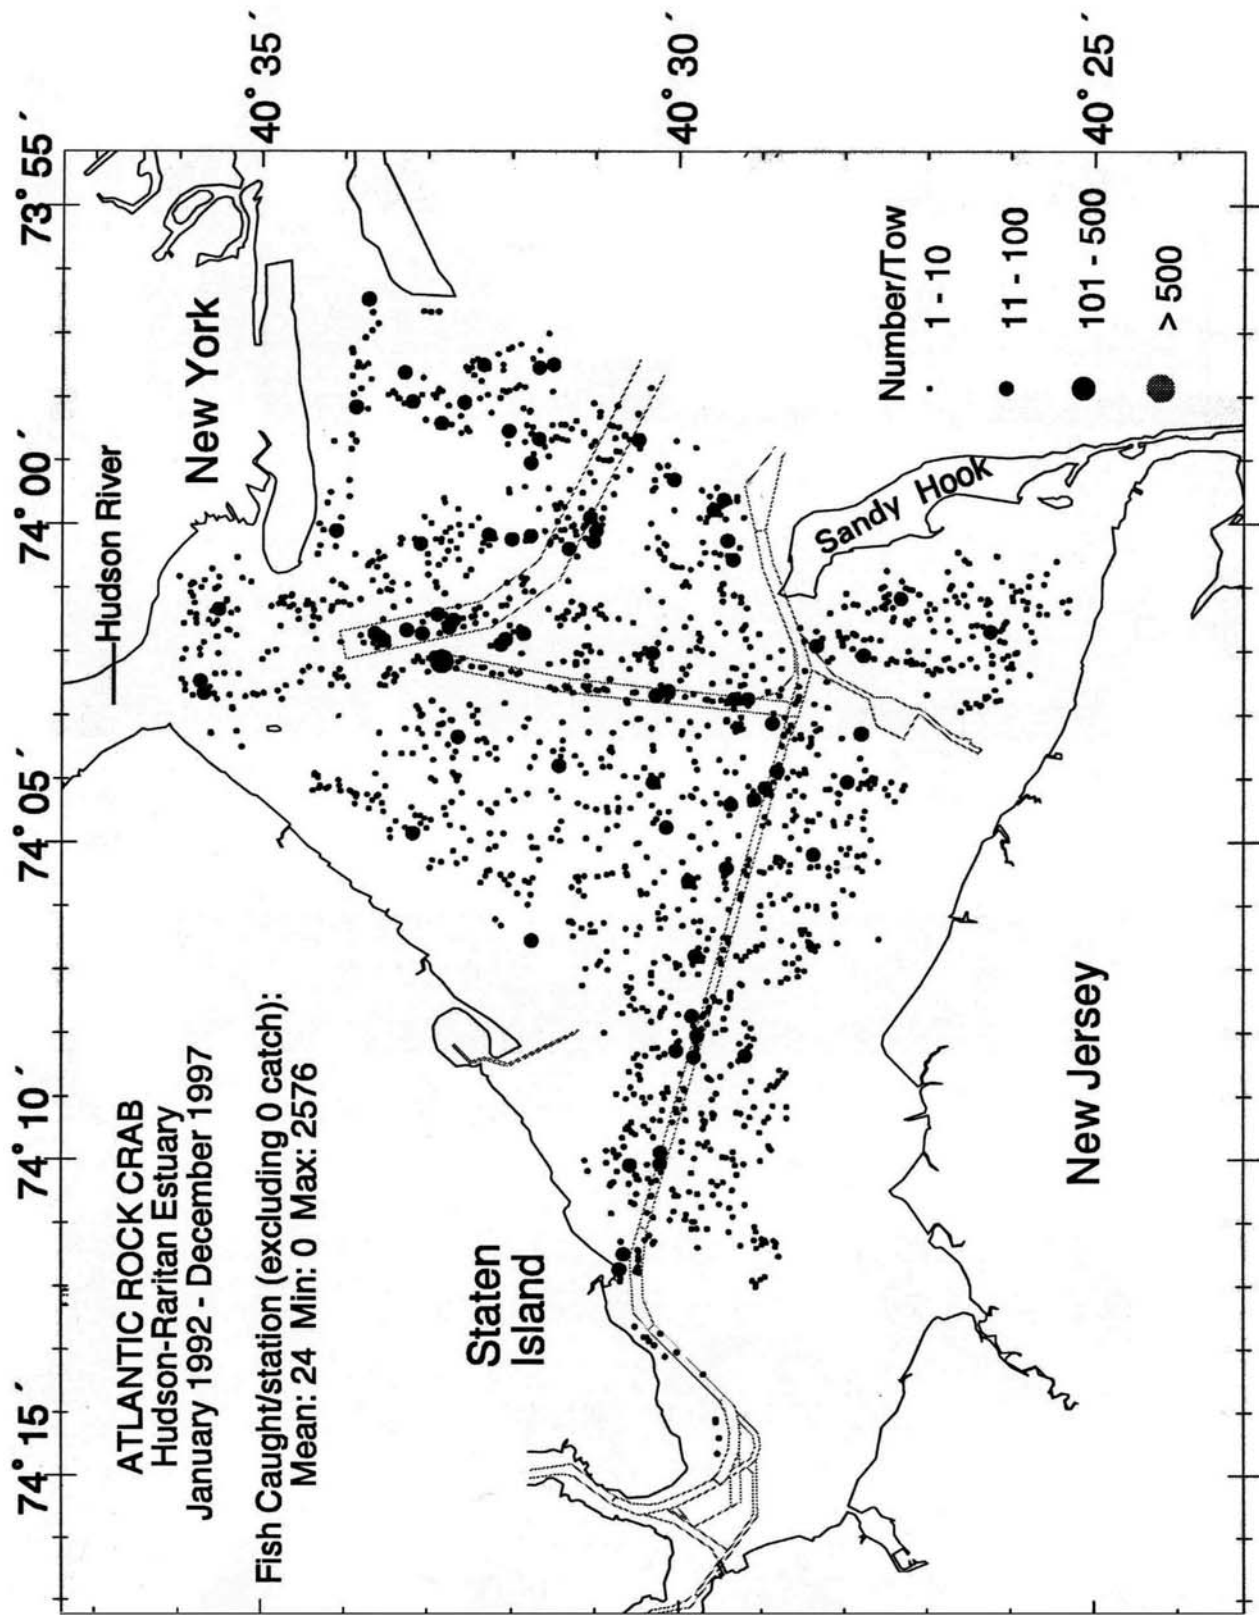 ATLANTIC ROCK CRAB
Hudson-Raritan Estuary
January 1992 - December 1997
Fish Caught/station (excluding 0 catch):
Mean: 24 Min: 0 Max: 2576
74° 15´
74° 10´
74° 05´
74° 00´
73° 55´
Hudson River
New York
40° 35´
Staten
Island
40° 30´
Sandy Hook
New Jersey
40° 25´
Number/Tow
1 - 10
11 - 100
101 - 500
> 500